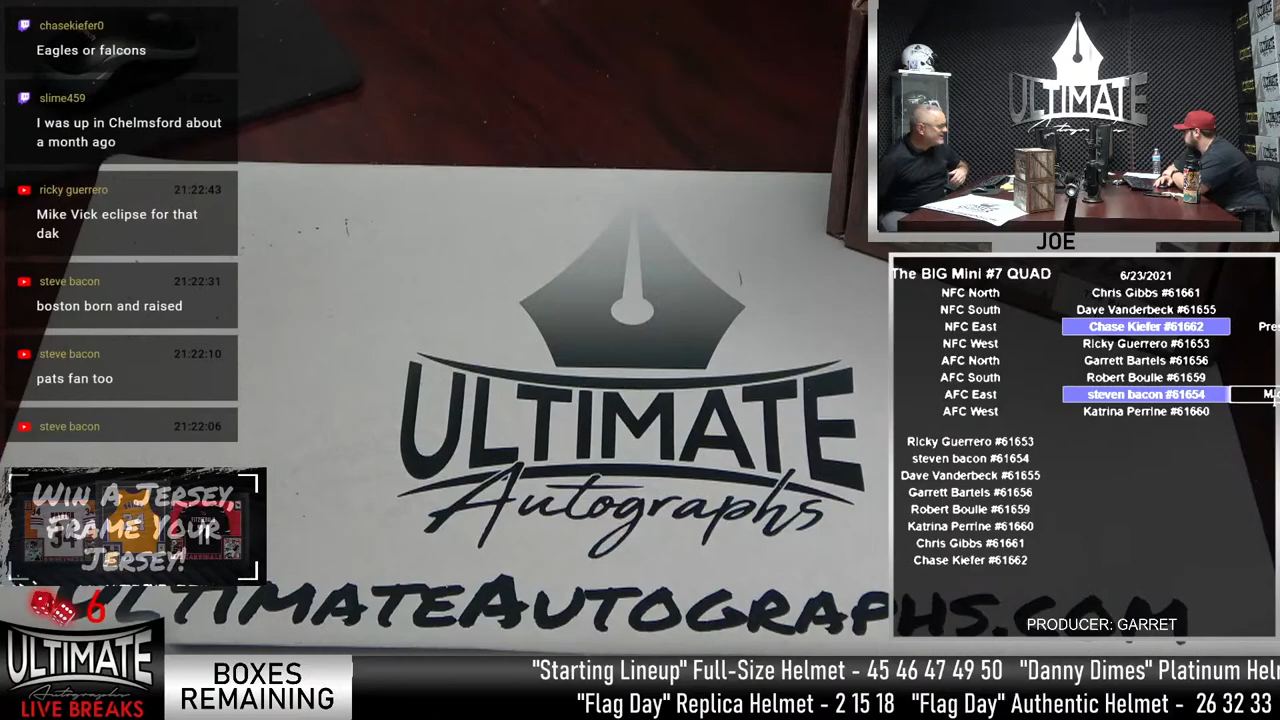 chasekiefer0
Eagles or falcons
slime459
I was up in Chelmsford about
a month ago
ricky guerrero 21:22:43
Mike Vick eclipse for that
dak
steve bacon 21:22:31
boston born and raised
steve bacon 21:22:10
pats fan too
steve bacon 21:22:06
WIN A JERSEY,
FRAME YOUR
JERSEY!
6
ULTIMATE
Autographs
LIVE BREAKS
ULTIMATE
Autographs
ULTIMATEAUTOGRAPHS.COM
ULTIMATE
Autographs
JOE
The BIG Mini #7 QUAD 6/23/2021
NFC North Chris Gibbs #61661
NFC South Dave Vanderbeck #61655
NFC East Chase Kiefer #61662
NFC West Ricky Guerrero #61653
AFC North Garrett Bartels #61656
AFC South Robert Boulle #61659
AFC East steven bacon #61654
AFC West Katrina Perrine #61660
Ricky Guerrero #61653
steven bacon #61654
Dave Vanderbeck #61655
Garrett Bartels #61656
Robert Boulle #61659
Katrina Perrine #61660
Chris Gibbs #61661
Chase Kiefer #61662
PRODUCER: GARRET
BOXES
REMAINING
"Starting Lineup" Full-Size Helmet - 45 46 47 49 50 "Danny Dimes" Platinum Hel
"Flag Day" Replica Helmet - 2 15 18 "Flag Day" Authentic Helmet - 26 32 33